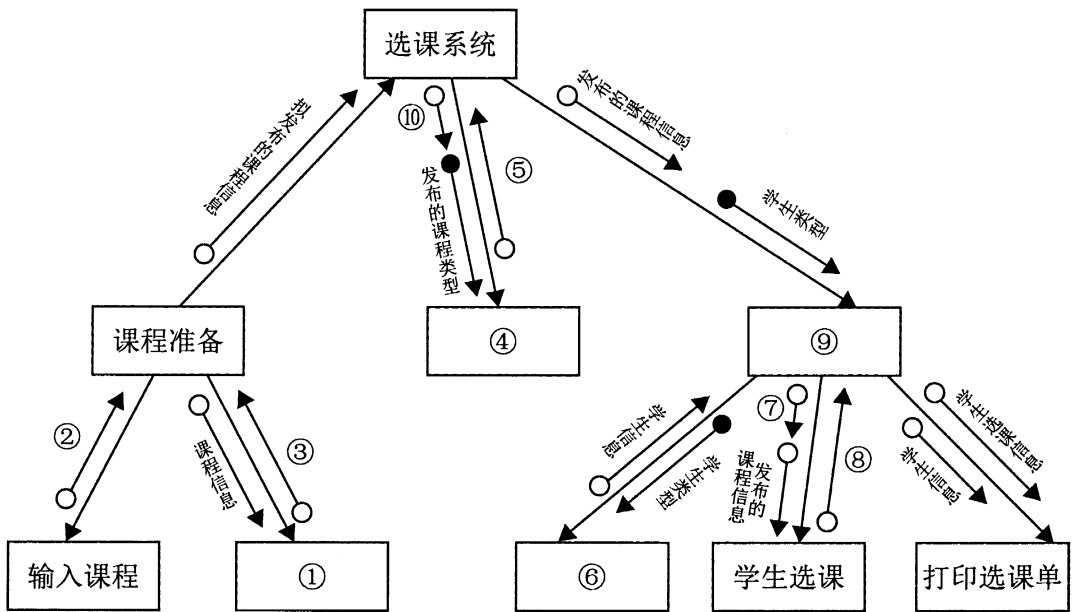 选课系统
拟发布的课程信息
⑩
发布的课程类型
⑤
发布的课程信息
学生类型
课程准备
④
⑨
②
课程信息
③
学生信息
学生类型
⑦
发布的
课程信息
⑧
学生选课信息
学生信息
输入课程
①
⑥
学生选课
打印选课单